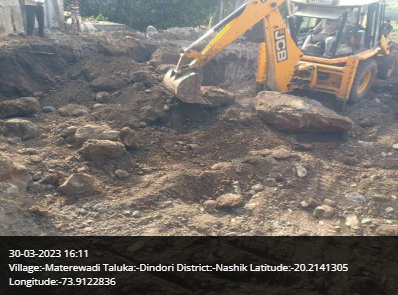 JCB
30-03-2023 16:11
Village:-Materewadi Taluka:-Dindori District:-Nashik Latitude:-20.2141305
Longitude:-73.9122836